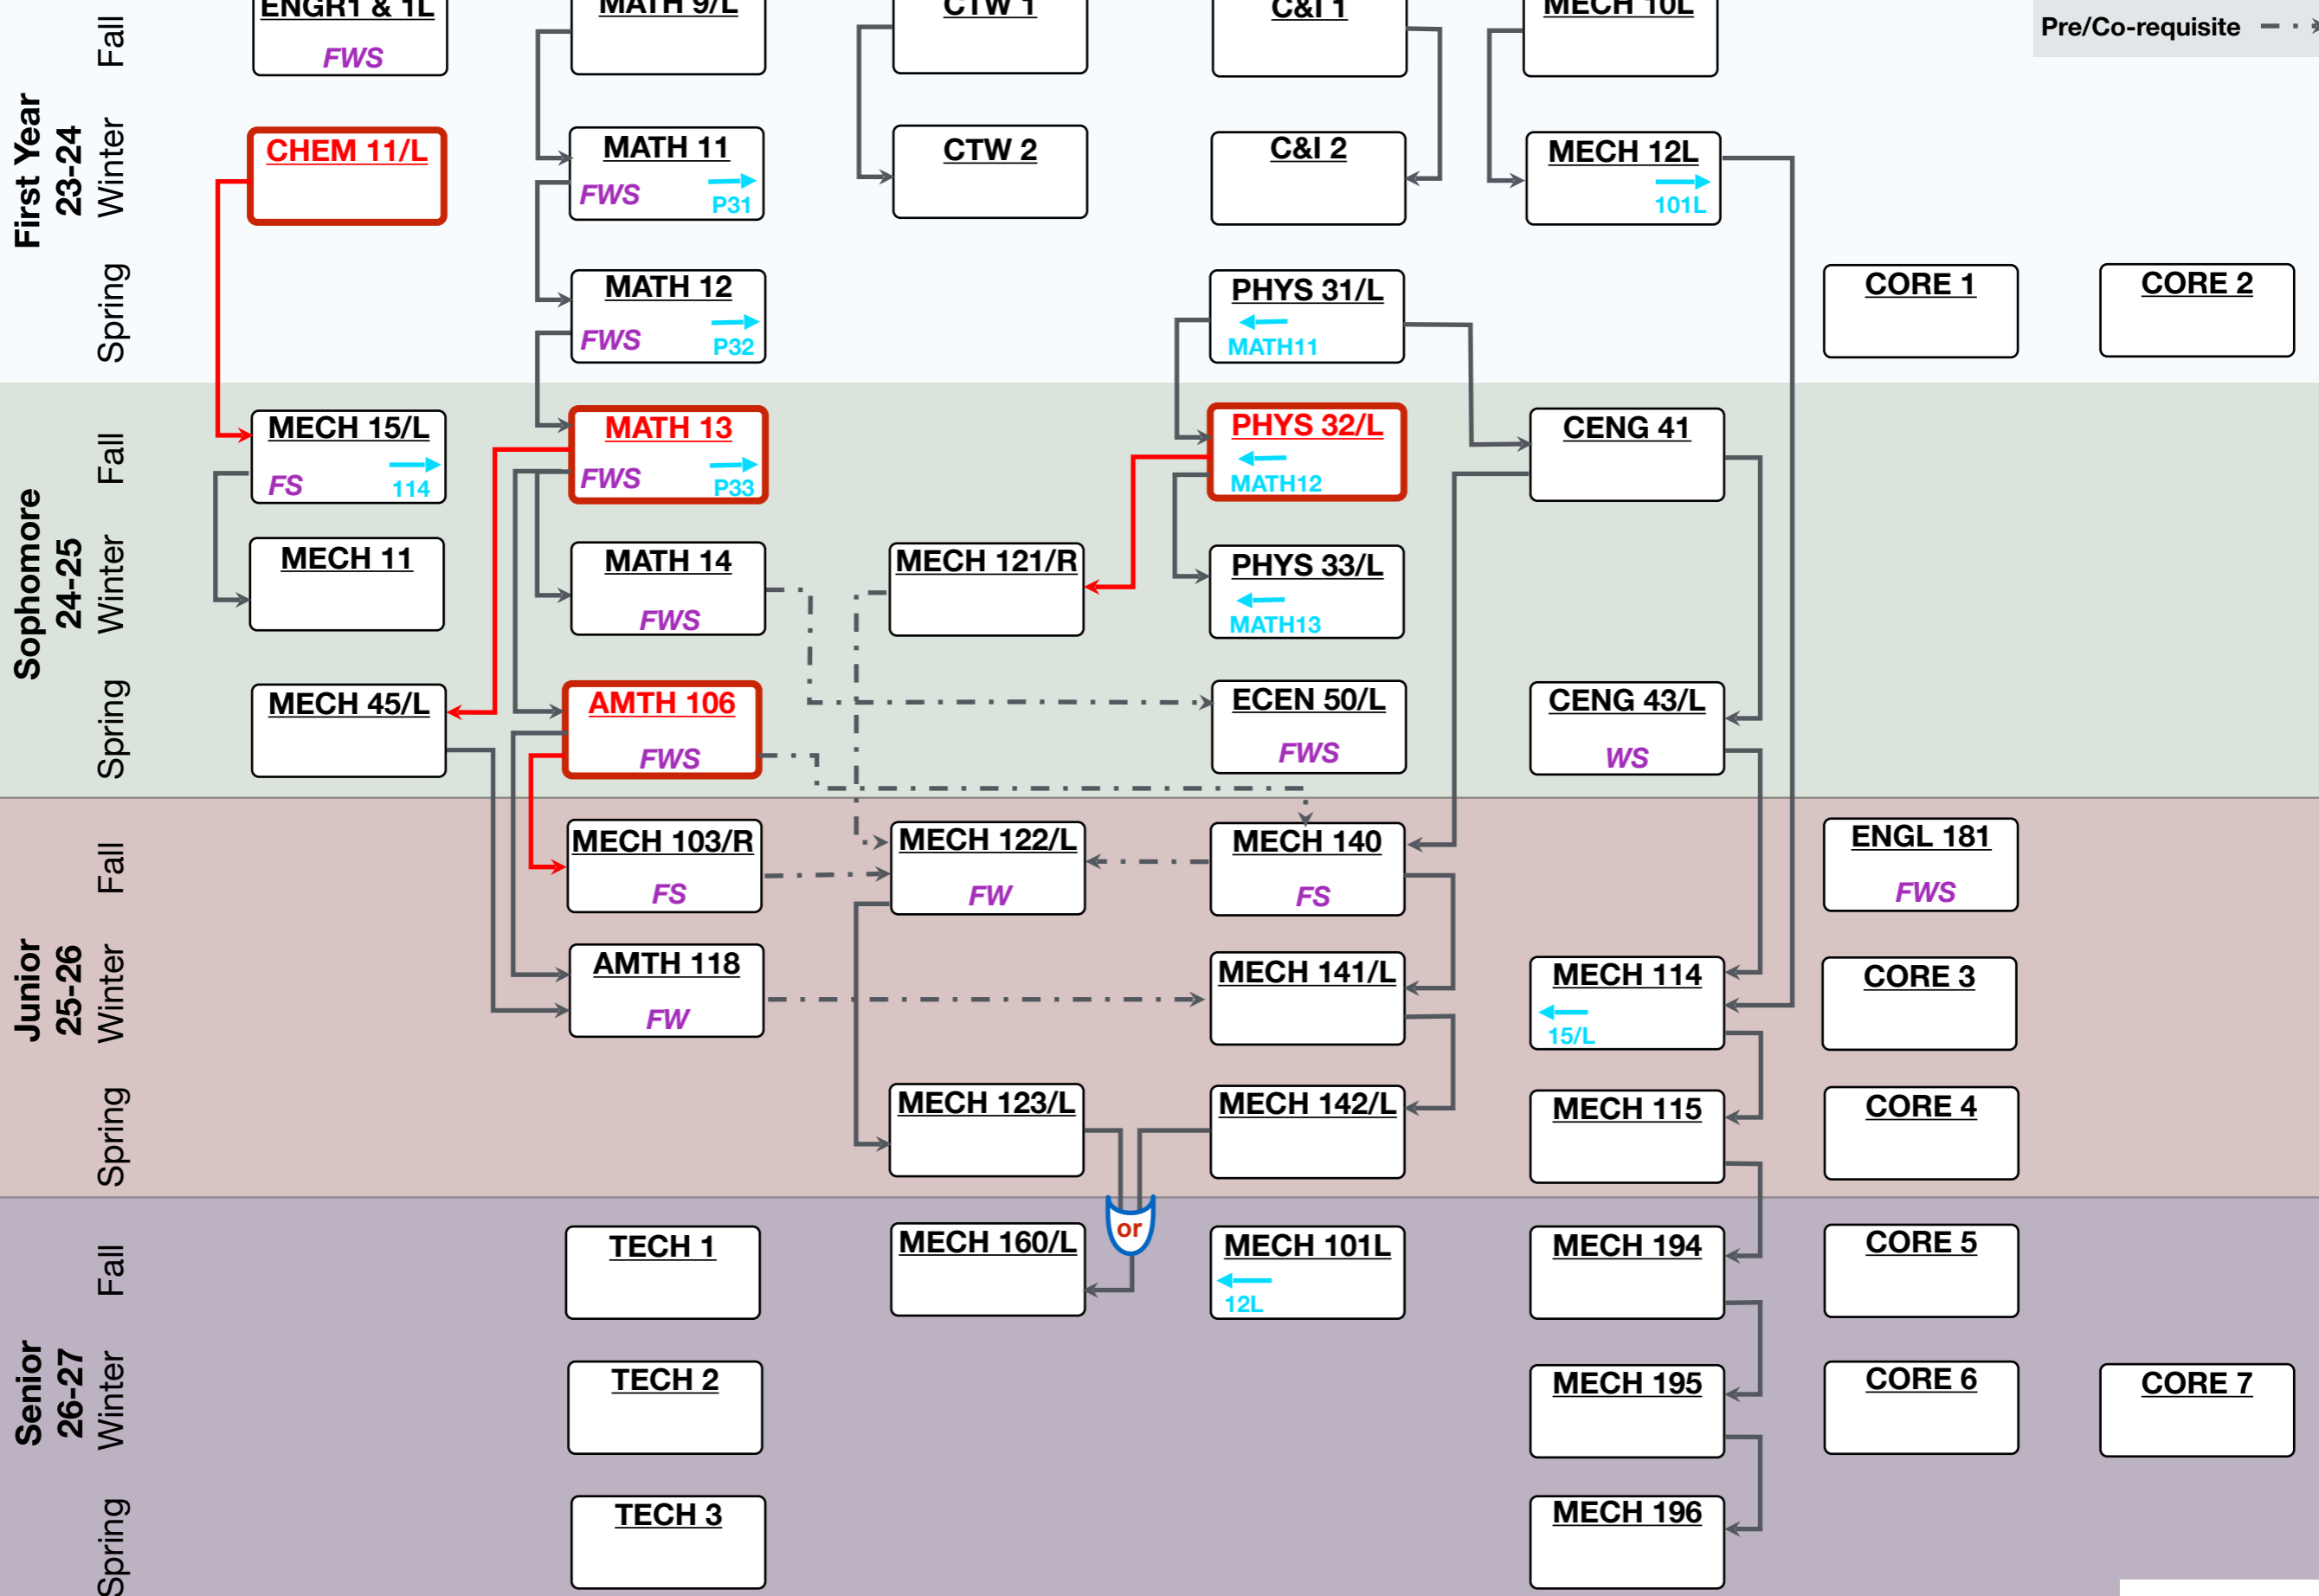 Fall
ENGR1 & 1L
FWS
MATH 9/L
CTW 1
C&I 1
MECH 10L
Pre/Co-requisite
First Year
23-24
Winter
CHEM 11/L
MATH 11
FWS
P31
CTW 2
C&I 2
MECH 12L
101L
Spring
MATH 12
FWS
P32
PHYS 31/L
MATH11
CORE 1
CORE 2
Sophomore
24-25
Fall
MECH 15/L
FS
114
MATH 13
FWS
P33
PHYS 32/L
MATH12
CENG 41
Winter
MECH 11
MATH 14
FWS
MECH 121/R
PHYS 33/L
MATH13
Spring
MECH 45/L
AMTH 106
FWS
ECEN 50/L
FWS
CENG 43/L
WS
Junior
25-26
Fall
MECH 103/R
FS
MECH 122/L
FW
MECH 140
FS
ENGL 181
FWS
Winter
AMTH 118
FW
MECH 141/L
MECH 114
15/L
CORE 3
Spring
MECH 123/L
MECH 142/L
MECH 115
CORE 4
or
Senior
26-27
Fall
TECH 1
MECH 160/L
MECH 101L
12L
MECH 194
CORE 5
Winter
TECH 2
MECH 195
CORE 6
CORE 7
Spring
TECH 3
MECH 196